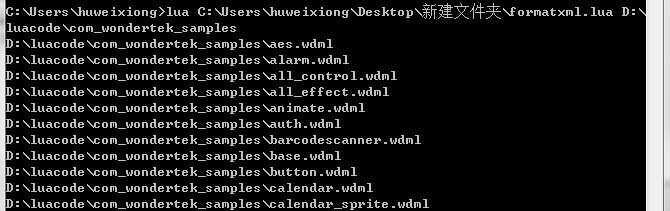 C:\Users\huweixiong>lua C:\Users\huweixiong\Desktop\新建文件夹\formatxml.lua D:\
luacode\com_wondertek_samples
D:\luacode\com_wondertek_samples\aes.wdml
D:\luacode\com_wondertek_samples\alarm.wdml
D:\luacode\com_wondertek_samples\all_control.wdml
D:\luacode\com_wondertek_samples\all_effect.wdml
D:\luacode\com_wondertek_samples\animate.wdml
D:\luacode\com_wondertek_samples\auth.wdml
D:\luacode\com_wondertek_samples\barcodescanner.wdml
D:\luacode\com_wondertek_samples\base.wdml
D:\luacode\com_wondertek_samples\button.wdml
D:\luacode\com_wondertek_samples\calendar.wdml
D:\luacode\com_wondertek_samples\calendar_sprite.wdml